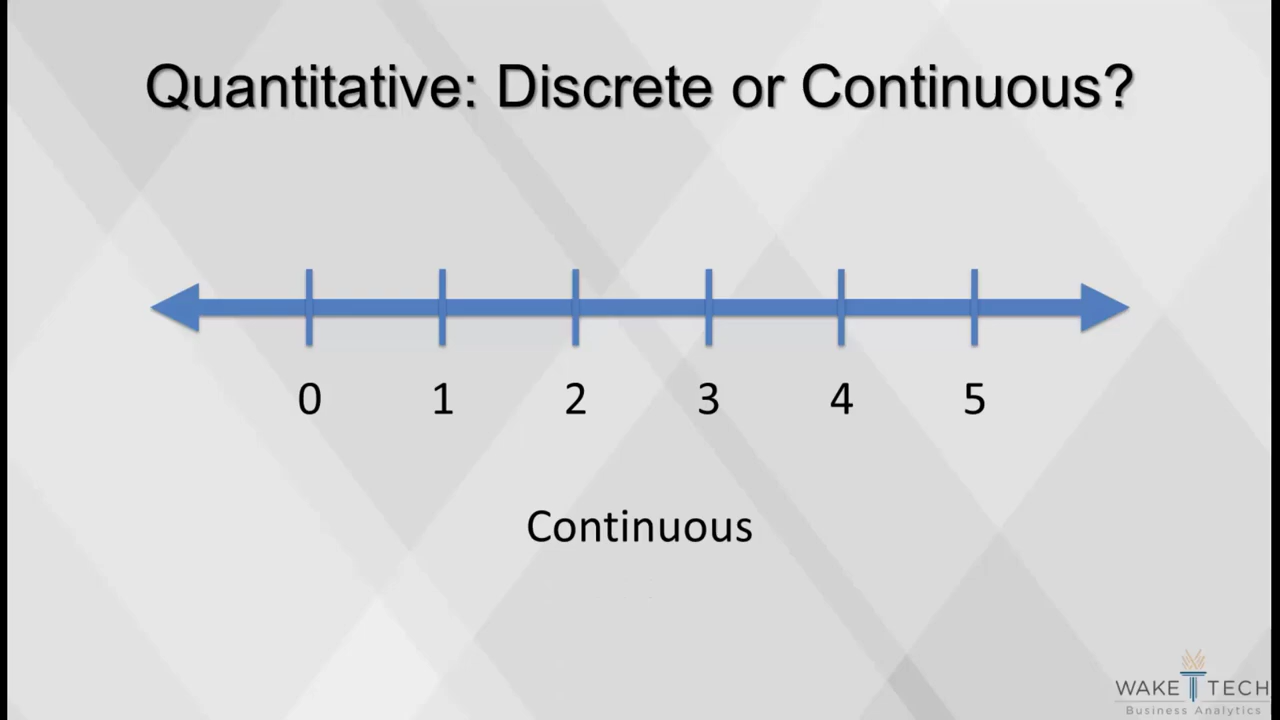 Quantitative: Discrete or Continuous?
0 1 2 3 4 5
Continuous
WAKE TECH
Business Analytics